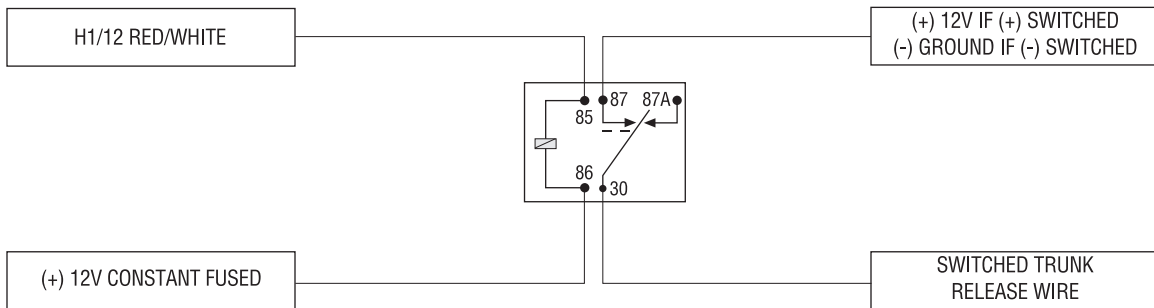 H1/12 RED/WHITE
(+) 12V IF (+) SWITCHED
(-) GROUND IF (-) SWITCHED
87 87A
85
86
30
(+) 12V CONSTANT FUSED
SWITCHED TRUNK
RELEASE WIRE